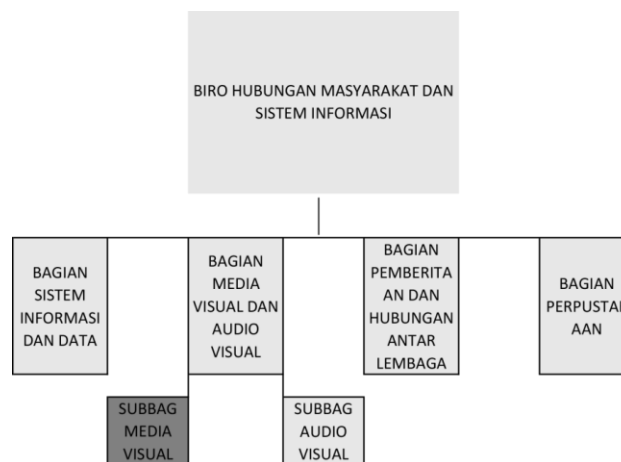 BIRO HUBUNGAN MASYARAKAT DAN
SISTEM INFORMASI
BAGIAN
SISTEM
INFORMASI
DAN DATA
BAGIAN
MEDIA
VISUAL DAN
AUDIO
VISUAL
BAGIAN
PEMBERITA
AN DAN
HUBUNGAN
ANTAR
LEMBAGA
BAGIAN
PERPUSTAK
AAN
SUBBAG
MEDIA
VISUAL
SUBBAG
AUDIO
VISUAL